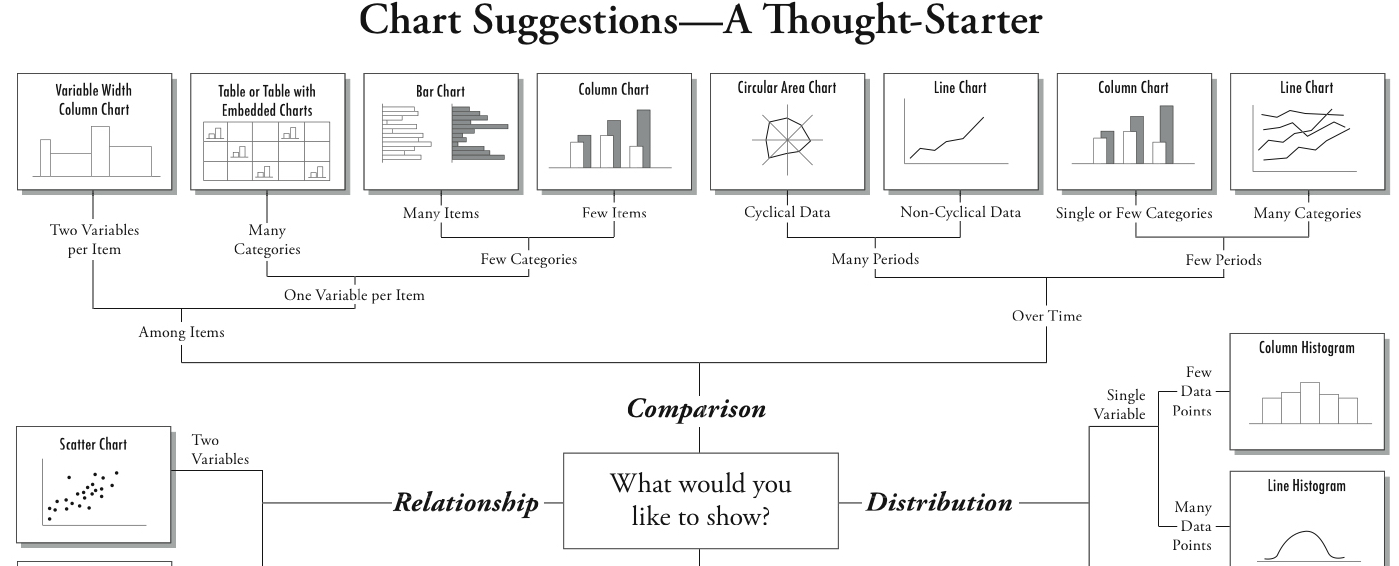 Chart Suggestions—A Thought-Starter
Variable Width
Column Chart
Table or Table with
Embedded Charts
Bar Chart
Column Chart
Circular Area Chart
Line Chart
Column Chart
Line Chart
Two Variables
per Item
Many
Categories
Many Items
Few Items
Cyclical Data
Non-Cyclical Data
Single or Few Categories
Many Categories
Few Categories
Many Periods
Few Periods
One Variable per Item
Among Items
Over Time
Comparison
Column Histogram
Few
Data
Points
Single
Variable
Scatter Chart
Two
Variables
Relationship
What would you
like to show?
Distribution
Line Histogram
Many
Data
Points